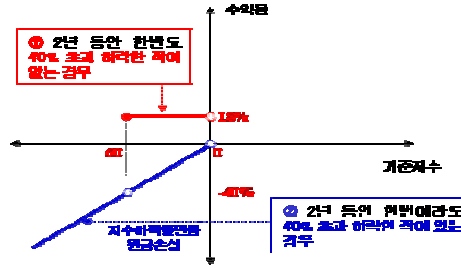 수익률
① 2년 동안 한번도
40% 초과 하락한 적이
없는 경우
기준지수
-40%
지수하락률만큼
원금손실
② 2년 동안 한번이라도
40% 초과 하락한 적이 있는
경우